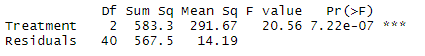 Df Sum Sq Mean Sq F value Pr(>F)
Treatment 2 583.3 291.67 20.56 7.22e-07 ***
Residuals 40 567.5 14.19